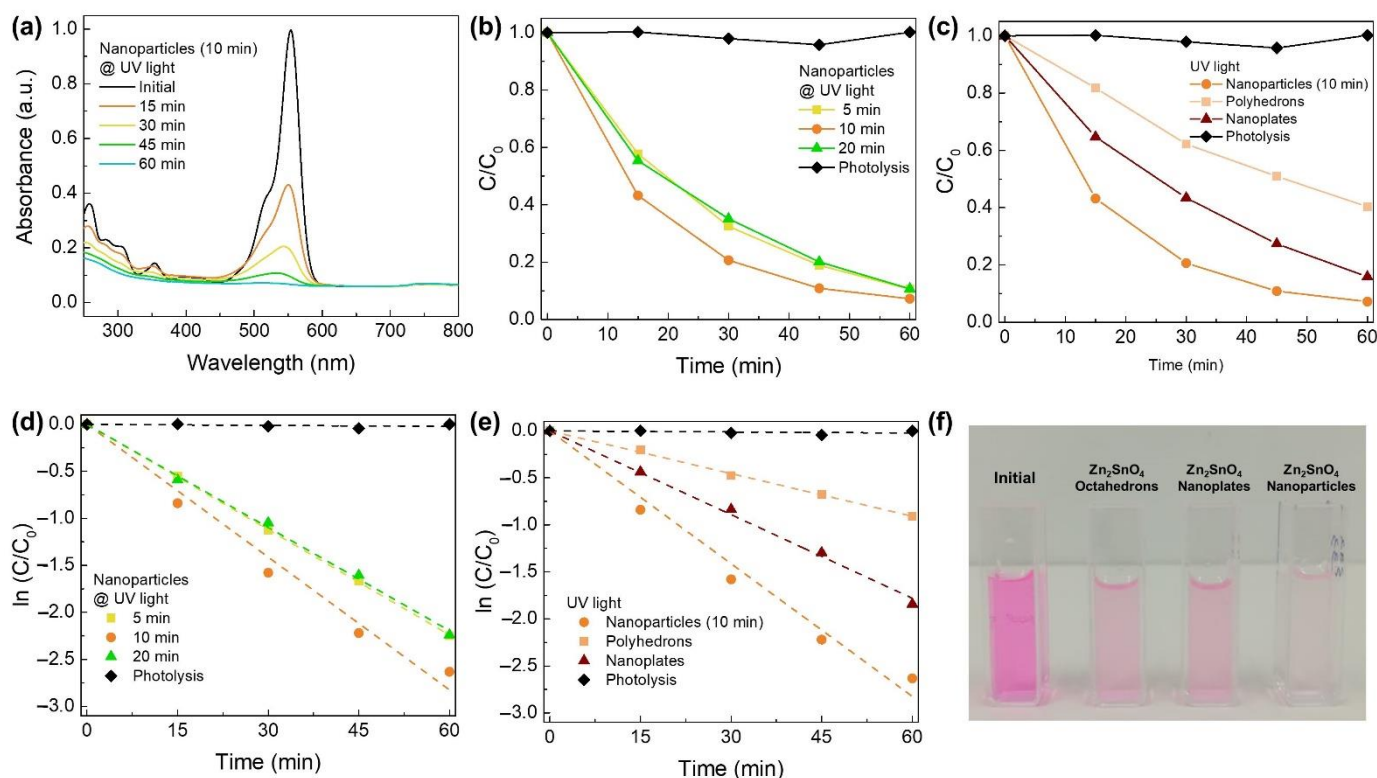 (a)
Nanoparticles (10 min)
@ UV light
Initial
15 min
30 min
45 min
60 min
Absorbance (a.u.)
1.0
0.8
0.6
0.4
0.2
0.0
300 400 500 600 700 800
Wavelength (nm)
(b)
Nanoparticles
@ UV light
5 min
10 min
20 min
Photolysis
C/C₀
1.0
0.8
0.6
0.4
0.2
0.0
0 10 20 30 40 50 60
Time (min)
(c)
UV light
Nanoparticles (10 min)
Polyhedrons
Nanoplates
Photolysis
C/C₀
1.0
0.8
0.6
0.4
0.2
0.0
0 10 20 30 40 50 60
Time (min)
(d)
Nanoparticles
@ UV light
5 min
10 min
20 min
Photolysis
ln (C/C₀)
0.0
−0.5
−1.0
−1.5
−2.0
−2.5
−3.0
0 15 30 45 60
Time (min)
(e)
UV light
Nanoparticles (10 min)
Polyhedrons
Nanoplates
Photolysis
ln (C/C₀)
0.0
−0.5
−1.0
−1.5
−2.0
−2.5
−3.0
0 15 30 45 60
Time (min)
(f)
Initial
Zn₂SnO₄
Octahedrons
Zn₂SnO₄
Nanoplates
Zn₂SnO₄
Nanoparticles